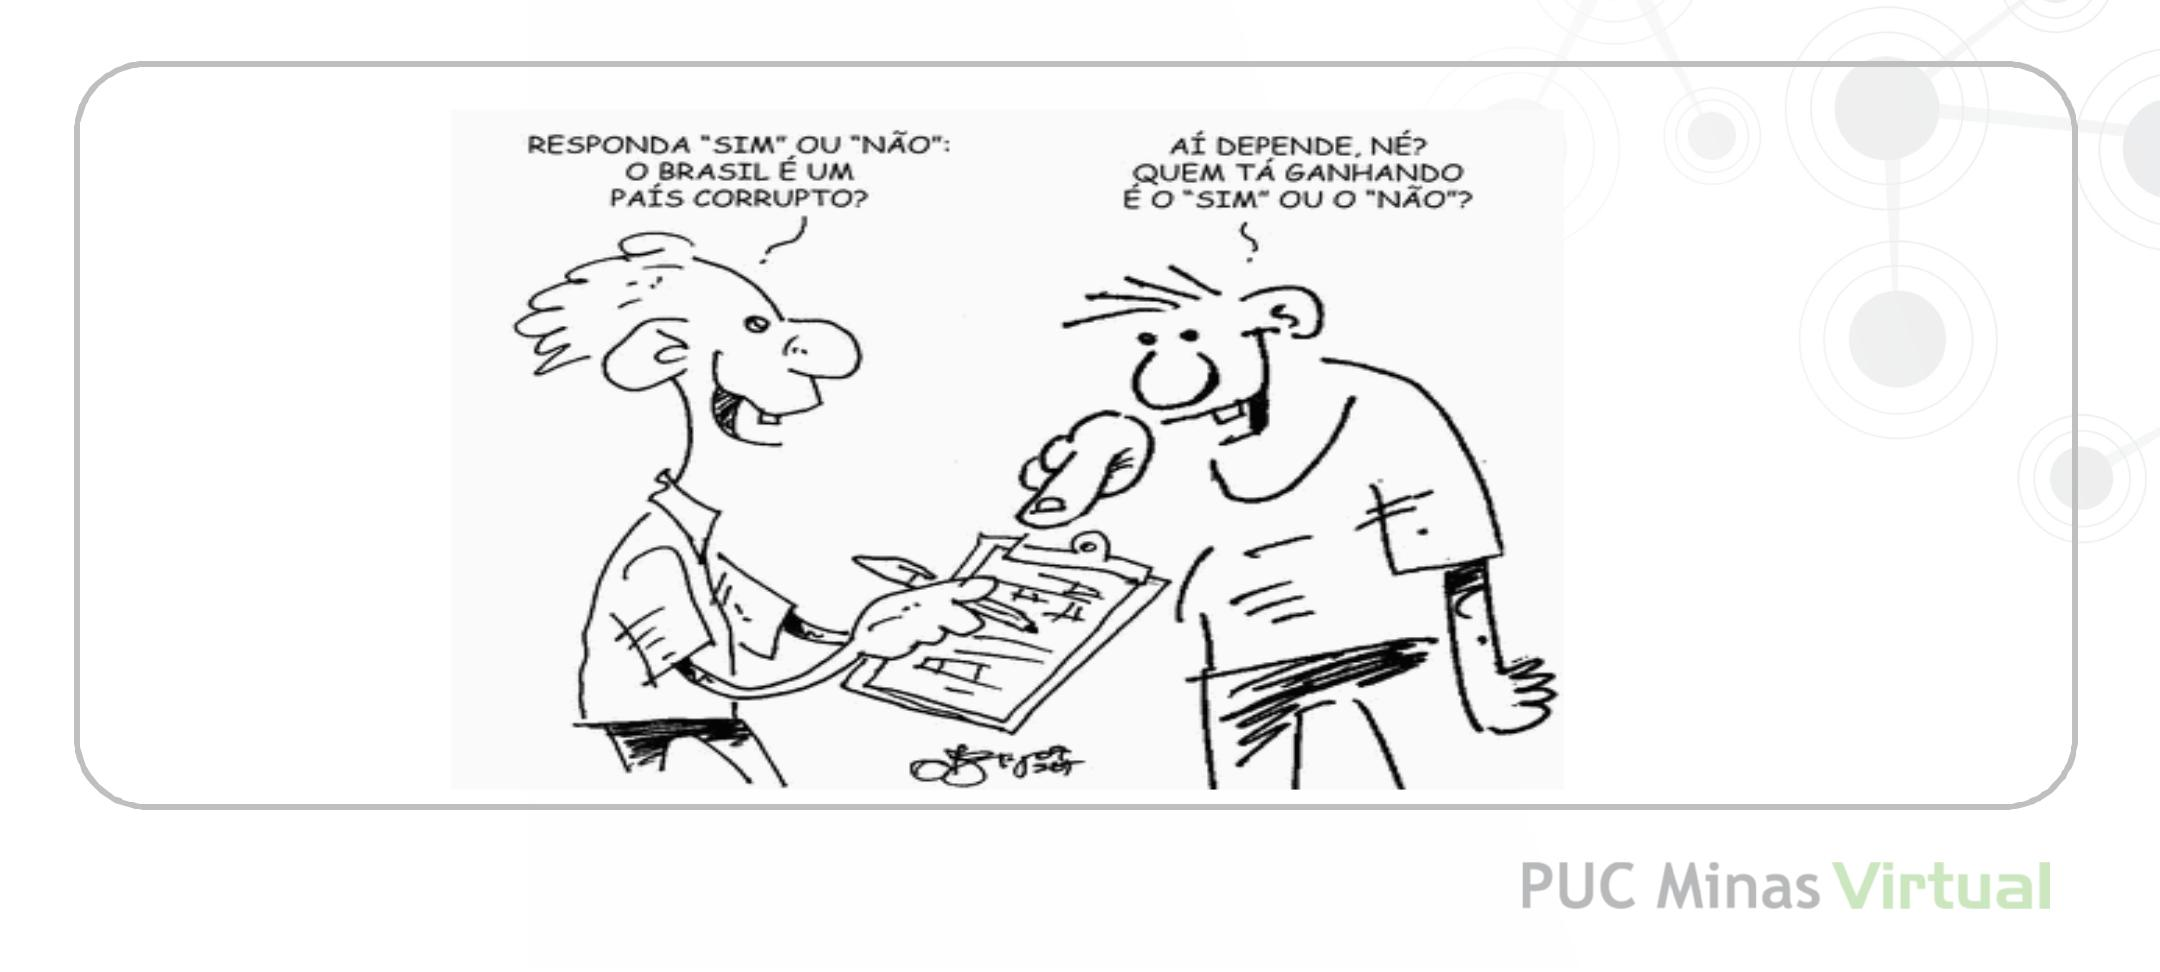 RESPONDA "SIM" OU "NÃO":
O BRASIL É UM
PAÍS CORRUPTO?
AÍ DEPENDE, NÉ?
QUEM TÁ GANHANDO
É O "SIM" OU O "NÃO"?
PUC Minas Virtual